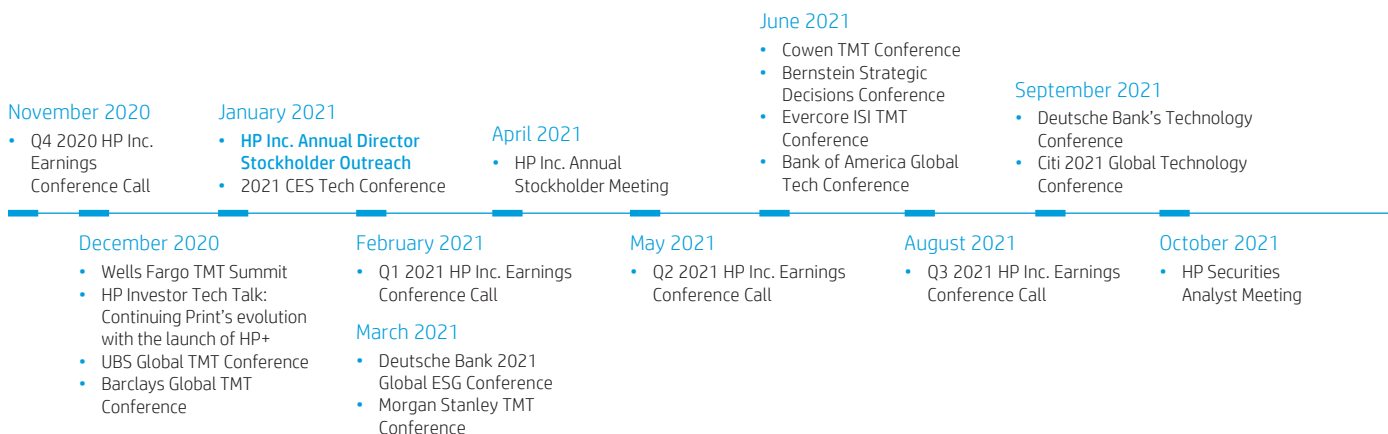 November 2020
• Q4 2020 HP Inc.
Earnings
Conference Call
December 2020
• Wells Fargo TMT Summit
• HP Investor Tech Talk:
Continuing Print's evolution
with the launch of HP+
• UBS Global TMT Conference
• Barclays Global TMT
Conference
January 2021
• HP Inc. Annual Director
Stockholder Outreach
• 2021 CES Tech Conference
February 2021
• Q1 2021 HP Inc. Earnings
Conference Call
March 2021
• Deutsche Bank 2021
Global ESG Conference
• Morgan Stanley TMT
Conference
April 2021
• HP Inc. Annual
Stockholder Meeting
May 2021
• Q2 2021 HP Inc. Earnings
Conference Call
June 2021
• Cowen TMT Conference
• Bernstein Strategic
Decisions Conference
• Evercore ISI TMT
Conference
• Bank of America Global
Tech Conference
August 2021
• Q3 2021 HP Inc. Earnings
Conference Call
September 2021
• Deutsche Bank's Technology
Conference
• Citi 2021 Global Technology
Conference
October 2021
• HP Securities
Analyst Meeting